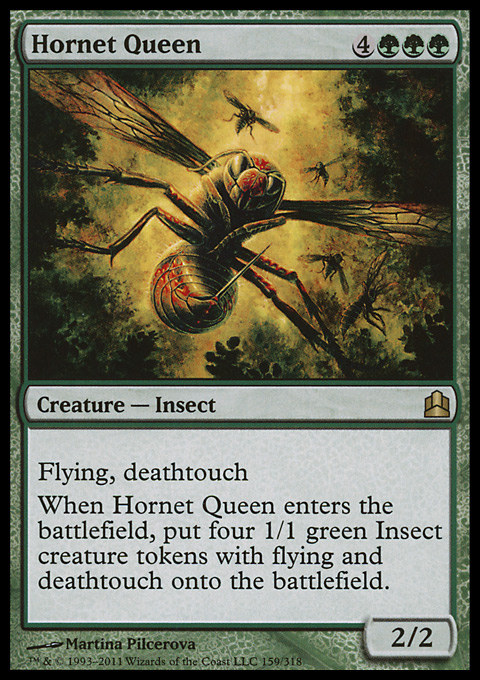 Hornet Queen 4
Creature — Insect
Flying, deathtouch
When Hornet Queen enters the
battlefield, put four 1/1 green Insect
creature tokens with flying and
deathtouch onto the battlefield.
2/2
Martina Pilcerova
™ & © 1993–2011 Wizards of the Coast LLC 159/318